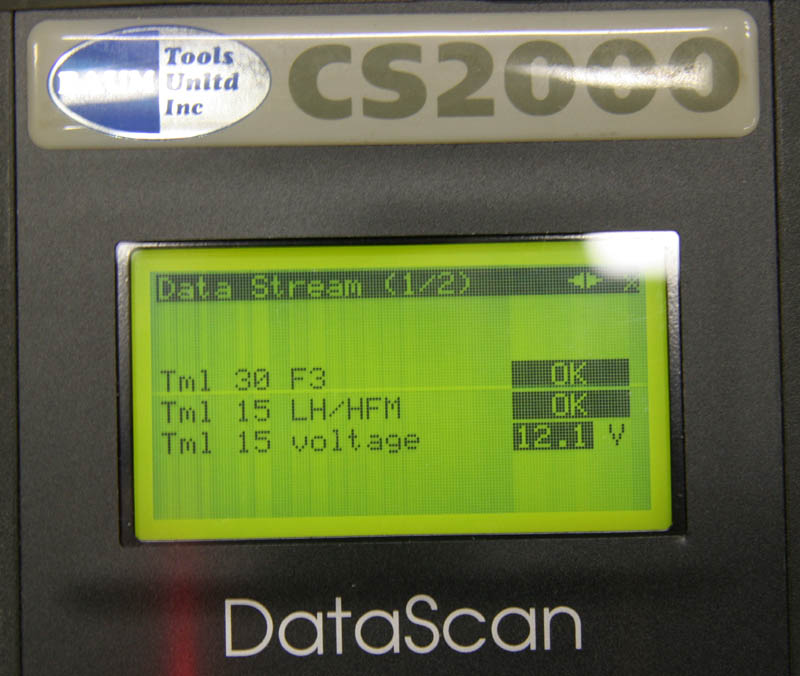 BAUM Tools
Unltd
Inc
CS2000
Data Stream (1/2)
Tml 30 F3 OK
Tml 15 LH/HFM OK
Tml 15 voltage 12.1 V
DataScan